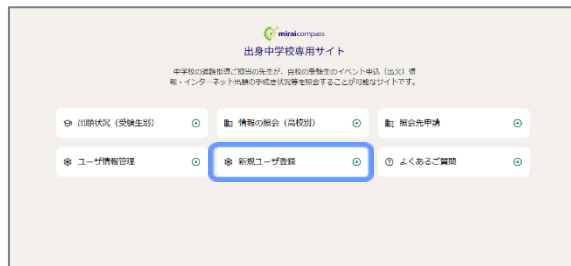 miraicompass
出身中学校専用サイト
中学校の進路指導ご担当の先生が、自校の受験生のイベント申込（出欠）情
報・インターネット出願の手続き状況等を照会することが可能なサイトです。
出願状況（受験生別）
情報の照会（高校別）
照会先申請
ユーザ情報管理
新規ユーザ登録
よくあるご質問